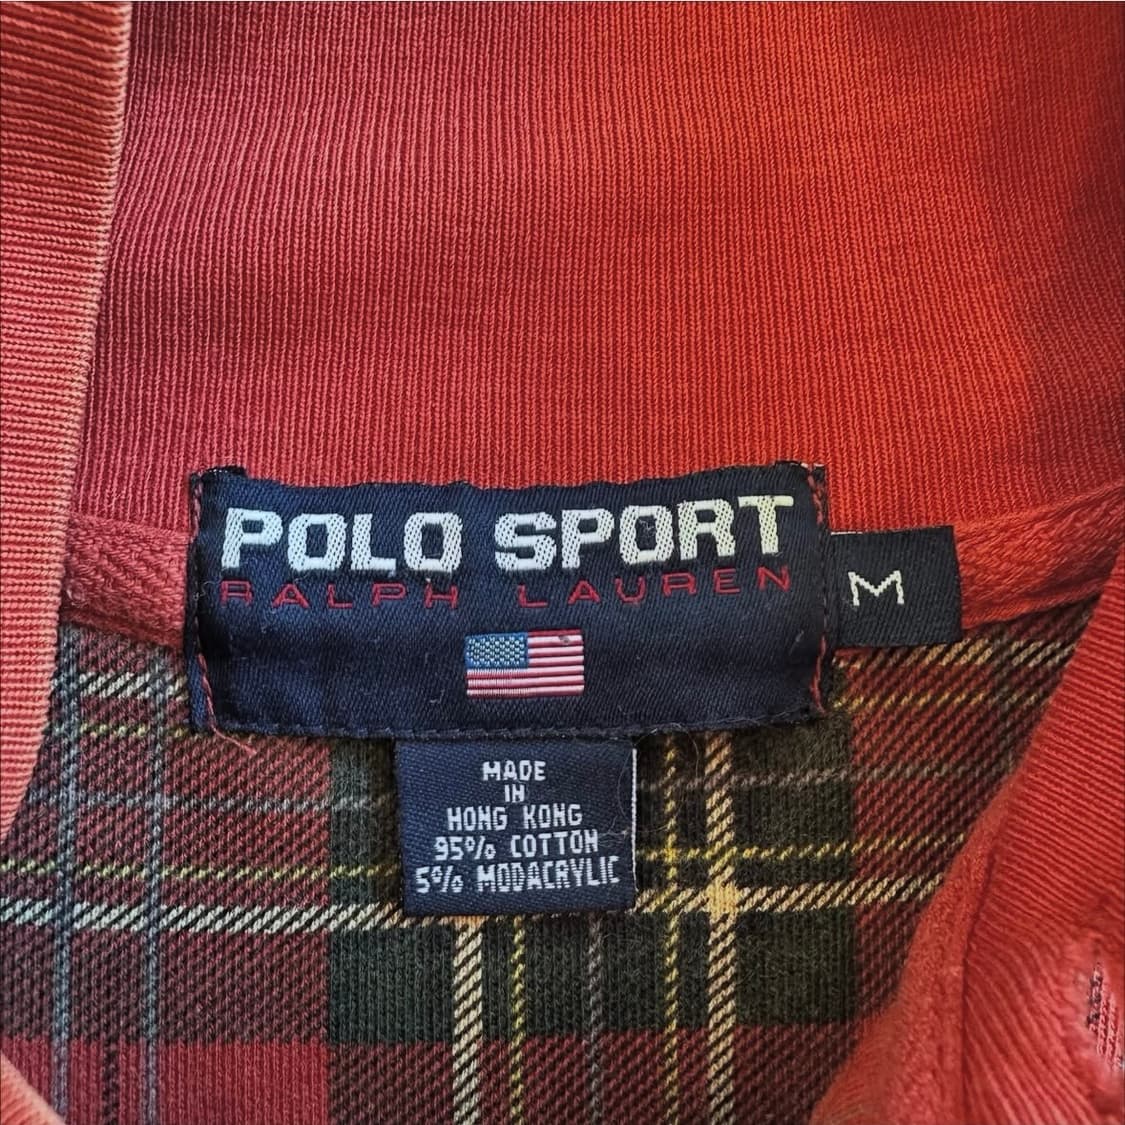 POLO SPORT
RALPH LAUREN
M
MADE
IN
HONG KONG
95% COTTON
5% MODACRYLIC